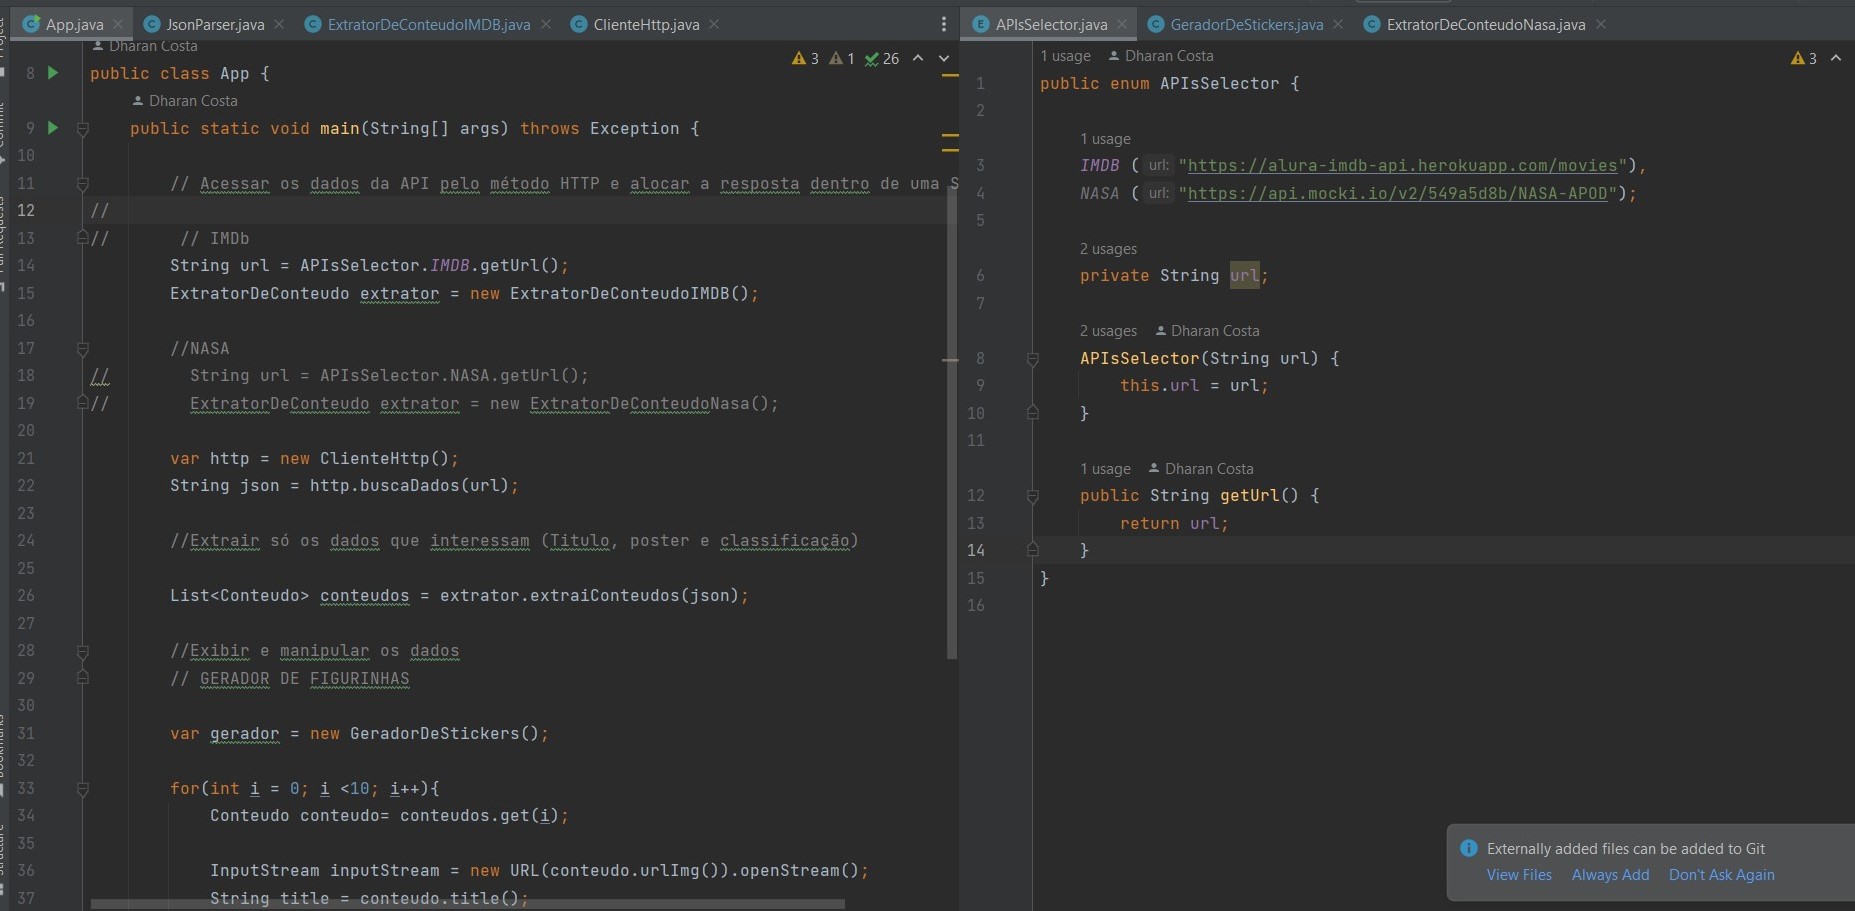 App.java
JsonParser.java
ExtratorDeConteudoIMDB.java
ClienteHttp.java
APIsSelector.java
GeradorDeStickers.java
ExtratorDeConteudoNasa.java
Dharan Costa
3 1 26
8 public class App {
Dharan Costa
9 public static void main(String[] args) throws Exception {
10
11 // Acessar os dados da API pelo método HTTP e alocar a resposta dentro de uma S
12 //
13 // // IMDb
14 String url = APIsSelector.IMDB.getUrl();
15 ExtratorDeConteudo extrator = new ExtratorDeConteudoIMDB();
16
17 //NASA
18 // String url = APIsSelector.NASA.getUrl();
19 // ExtratorDeConteudo extrator = new ExtratorDeConteudoNasa();
20
21 var http = new ClienteHttp();
22 String json = http.buscaDados(url);
23
24 //Extrair só os dados que interessam (Titulo, poster e classificação)
25
26 List<Conteudo> conteudos = extrator.extraiConteudos(json);
27
28 //Exibir e manipular os dados
29 // GERADOR DE FIGURINHAS
30
31 var gerador = new GeradorDeStickers();
32
33 for(int i = 0; i <10; i++){
34 Conteudo conteudo= conteudos.get(i);
35
36 InputStream inputStream = new URL(conteudo.urlImg()).openStream();
37 String title = conteudo.title();
1 usage Dharan Costa
3
1 public enum APIsSelector {
2
1 usage
3 IMDB ( url: "https://alura-imdb-api.herokuapp.com/movies"),
4 NASA ( url: "https://api.mocki.io/v2/549a5d8b/NASA-APOD");
5
2 usages
6 private String url;
7
2 usages Dharan Costa
8 APIsSelector(String url) {
9 this.url = url;
10 }
11
1 usage Dharan Costa
12 public String getUrl() {
13 return url;
14 }
15 }
16
Externally added files can be added to Git
View Files Always Add Don't Ask Again
Pull Requests
Bookmarks
Structure